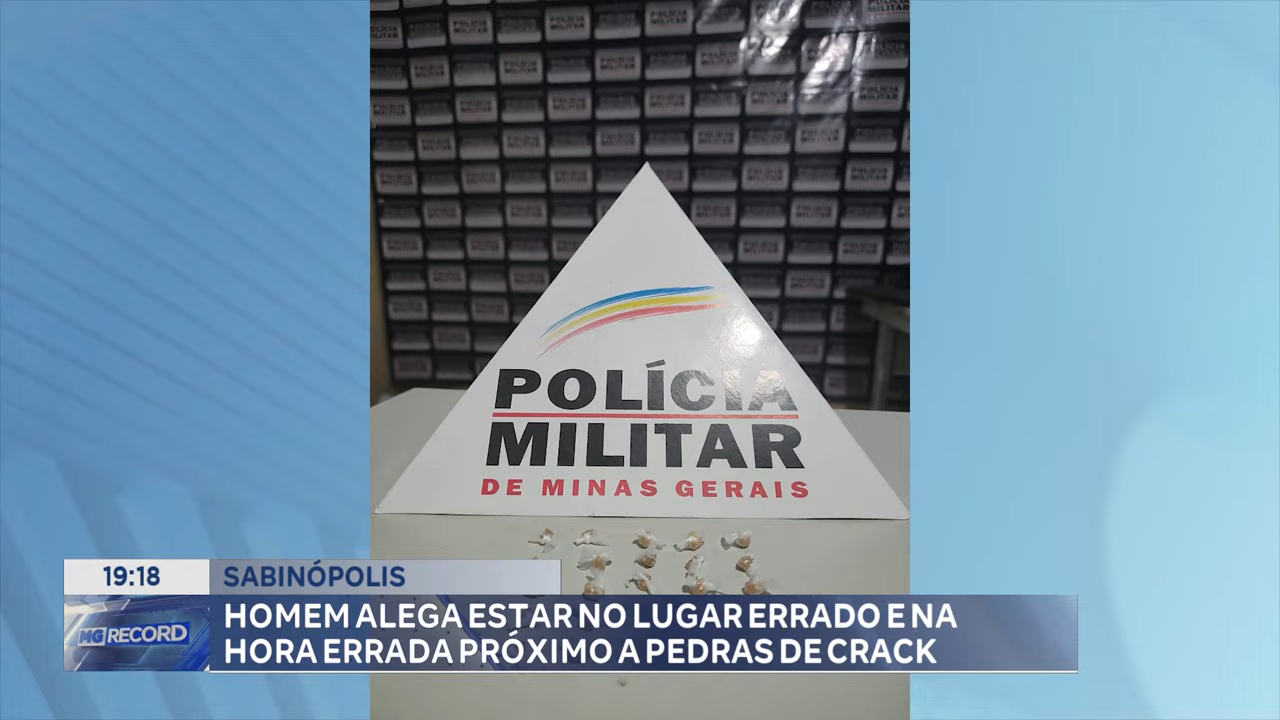 POLÍCIA
MILITAR
DE MINAS GERAIS
19:18
SABINÓPOLIS
MG RECORD
HOMEM ALEGA ESTAR NO LUGAR ERRADO E NA
HORA ERRADA PRÓXIMO A PEDRAS DE CRACK